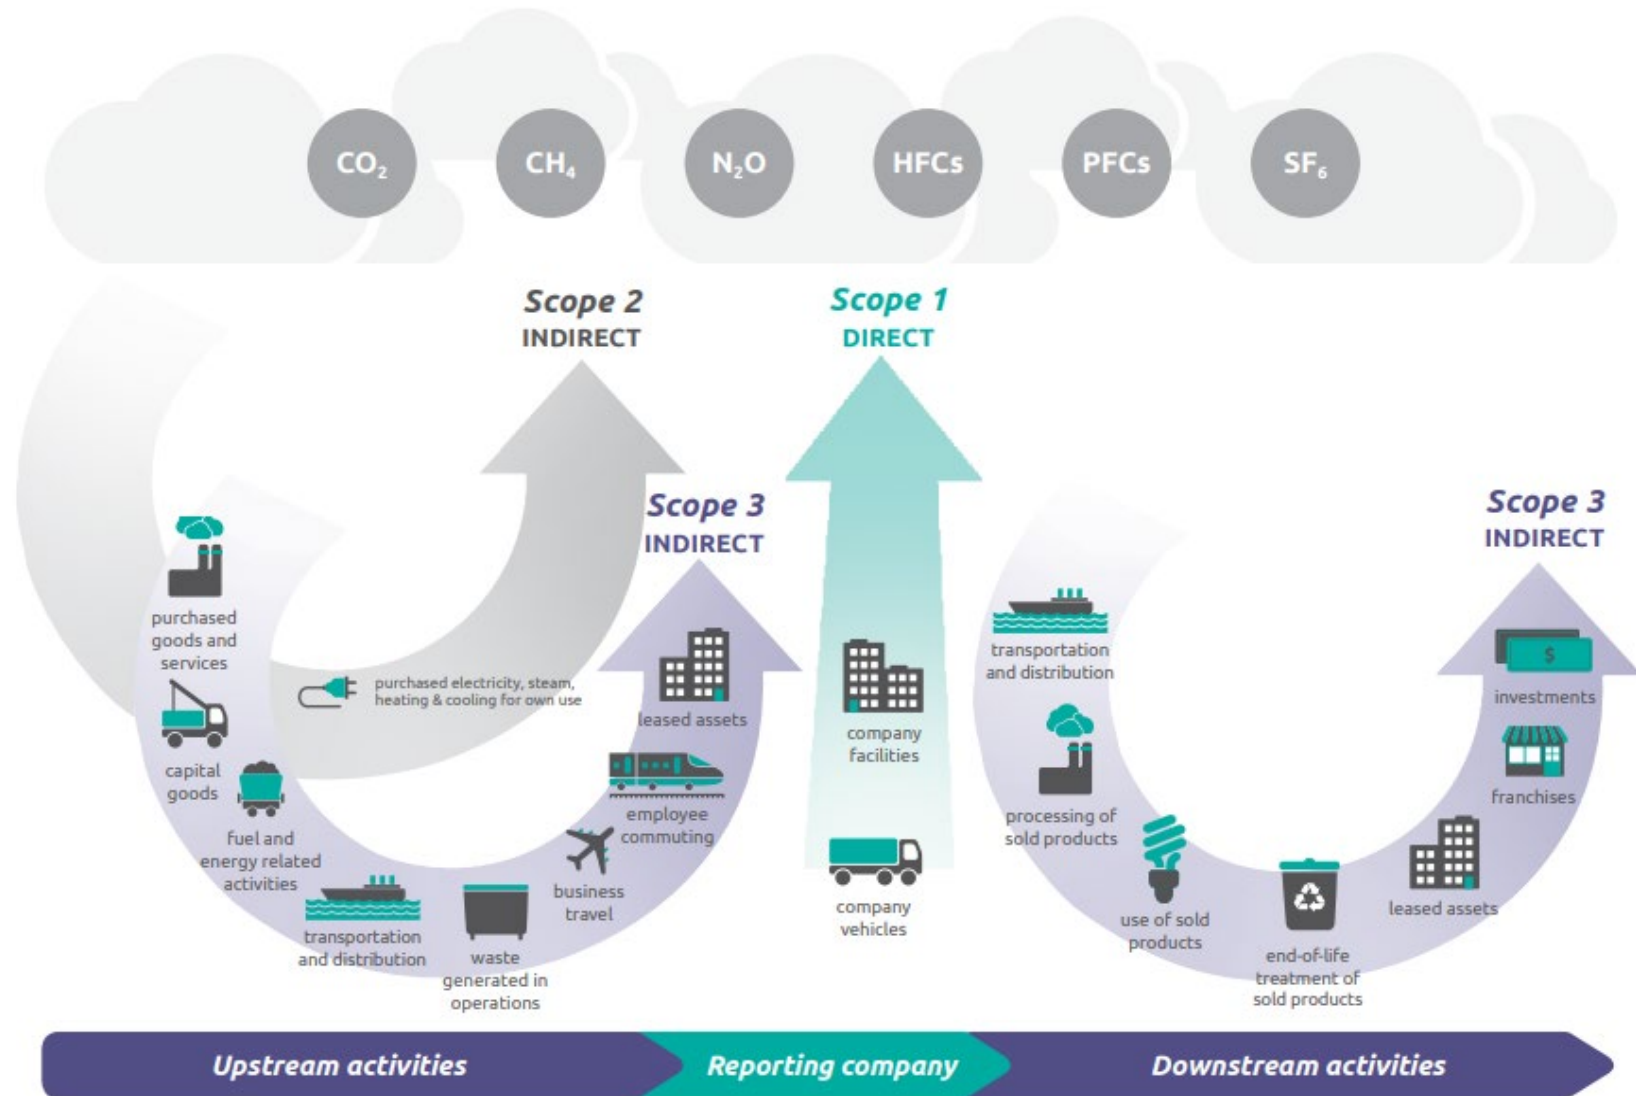 CO₂
CH₄
N₂O
HFCs
PFCs
SF₆
Scope 2
INDIRECT
Scope 1
DIRECT
Scope 3
INDIRECT
Scope 3
INDIRECT
purchased
goods and
services
capital
goods
fuel and
energy related
activities
transportation
and distribution
waste
generated in
operations
business
travel
employee
commuting
leased assets
purchased electricity, steam,
heating & cooling for own use
company
facilities
company
vehicles
transportation
and distribution
processing of
sold products
use of sold
products
end-of-life
treatment of
sold products
leased assets
franchises
$
investments
Upstream activities
Reporting company
Downstream activities